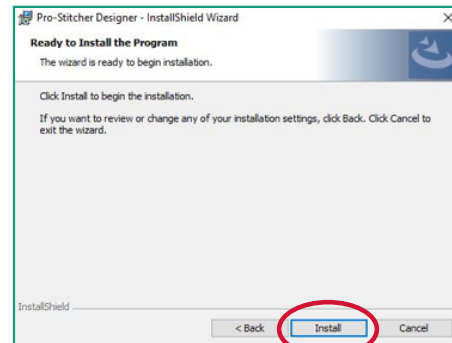 Pro-Stitcher Designer - InstallShield Wizard
Ready to Install the Program
The wizard is ready to begin installation.
Click Install to begin the installation.
If you want to review or change any of your installation settings, click Back. Click Cancel to
exit the wizard.
InstallShield
< Back
Install
Cancel